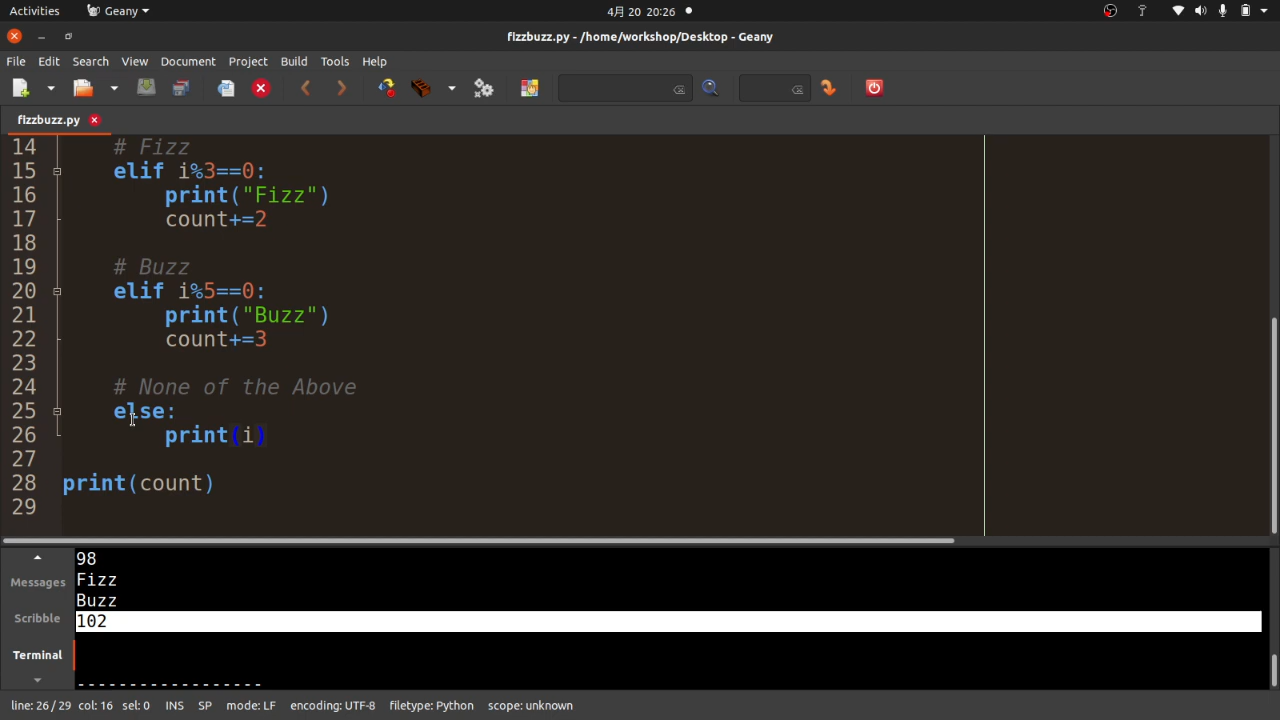 Activities Geany 4月 20 20:26
fizzbuzz.py - /home/workshop/Desktop - Geany
File Edit Search View Document Project Build Tools Help
fizzbuzz.py
14 # Fizz
15 elif i%3==0:
16 print("Fizz")
17 count+=2
18
19 # Buzz
20 elif i%5==0:
21 print("Buzz")
22 count+=3
23
24 # None of the Above
25 else:
26 print(i)
27
28 print(count)
29
Messages
Scribble
Terminal
98
Fizz
Buzz
102
------------------
line: 26 / 29 col: 16 sel: 0 INS SP mode: LF encoding: UTF-8 filetype: Python scope: unknown